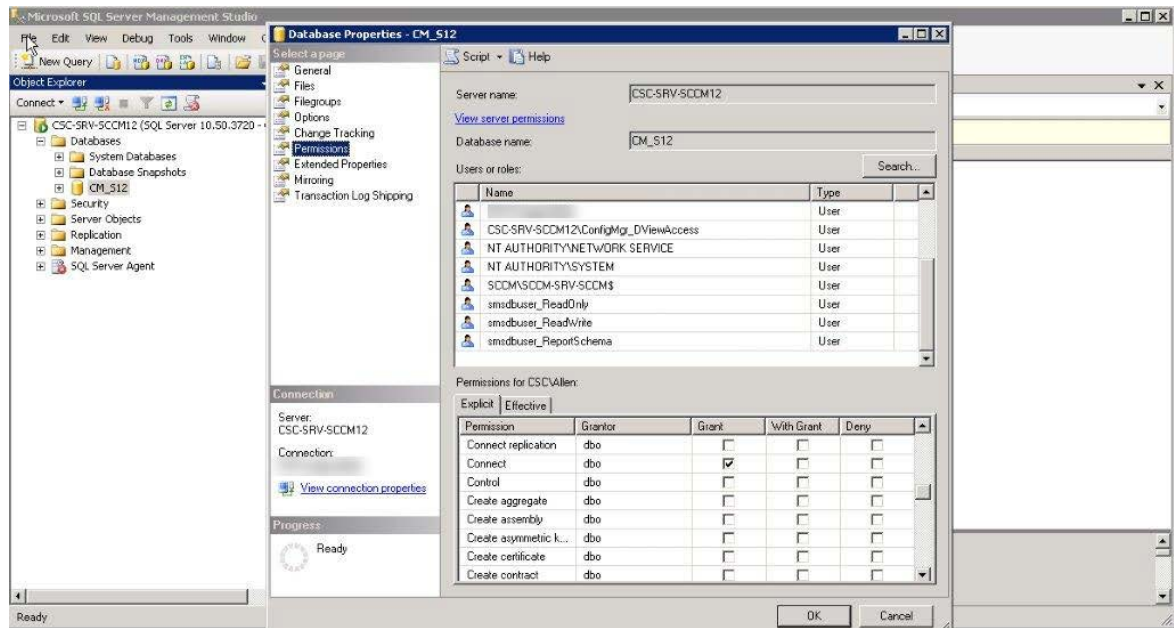 Microsoft SQL Server Management Studio
File Edit View Debug Tools Window
New Query
Object Explorer
Connect
CSC-SRV-SCCM12 (SQL Server 10.50.3720 -
Databases
System Databases
Database Snapshots
CM_S12
Security
Server Objects
Replication
Management
SQL Server Agent
Ready
Database Properties - CM_S12
Select a page
General
Files
Filegroups
Options
Change Tracking
Permissions
Extended Properties
Mirroring
Transaction Log Shipping
Connection
Server:
CSC-SRV-SCCM12
Connection:
View connection properties
Progress
Ready
Script Help
Server name: CSC-SRV-SCCM12
View server permissions
Database name: CM_S12
Users or roles: Search...
Name Type
User
CSC-SRV-SCCM12\ConfigMgr_DViewAccess User
NT AUTHORITY\NETWORK SERVICE User
NT AUTHORITY\SYSTEM User
SCCM\SCCM-SRV-SCCM$ User
smsdbuser_ReadOnly User
smsdbuser_ReadWrite User
smsdbuser_ReportSchema User
Permissions for CSC\Allen:
Explicit Effective
Permission Grantor Grant With Grant Deny
Connect replication dbo
Connect dbo
Control dbo
Create aggregate dbo
Create assembly dbo
Create asymmetric k... dbo
Create certificate dbo
Create contract dbo
OK Cancel